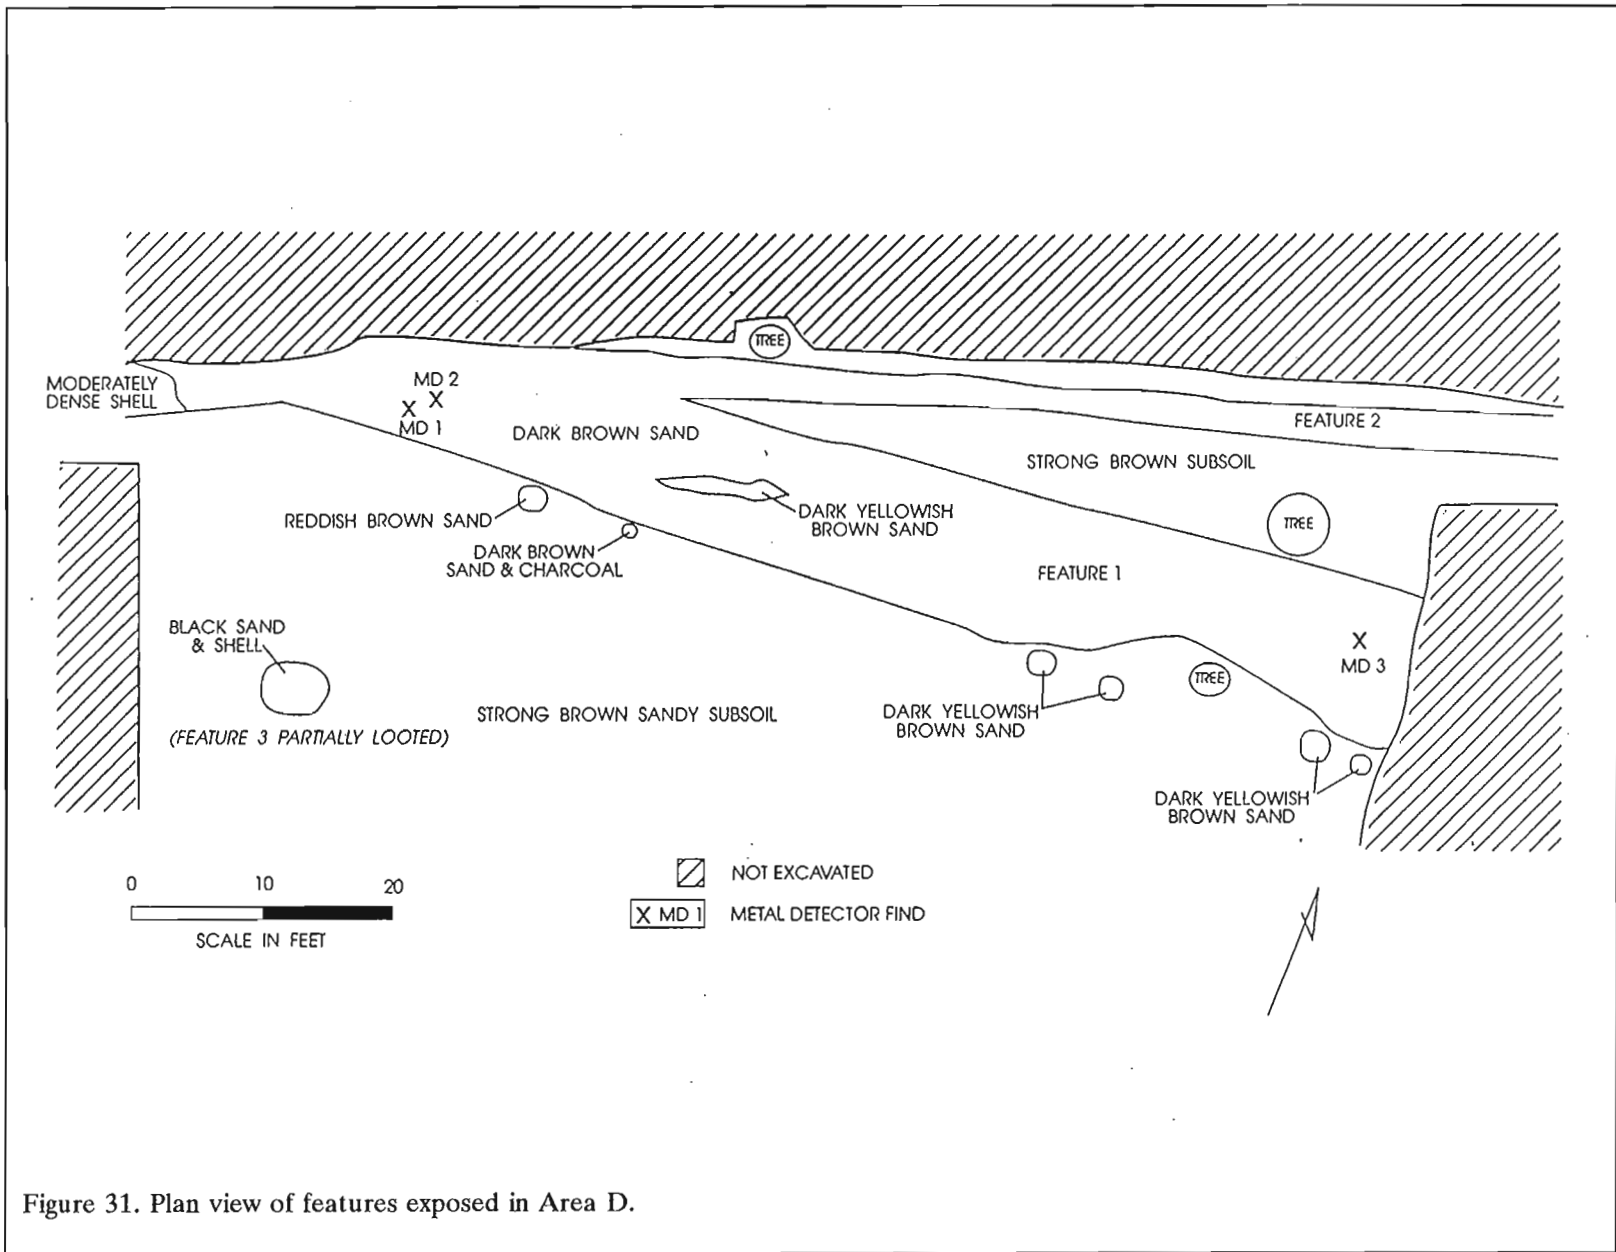 TREE
MODERATELY
DENSE SHELL
MD 2
X
X
MD 1
DARK BROWN SAND
FEATURE 2
STRONG BROWN SUBSOIL
REDDISH BROWN SAND
DARK YELLOWISH
BROWN SAND
TREE
DARK BROWN
SAND & CHARCOAL
FEATURE 1
BLACK SAND
& SHELL
X
MD 3
TREE
(FEATURE 3 PARTIALLY LOOTED)
STRONG BROWN SANDY SUBSOIL
DARK YELLOWISH
BROWN SAND
DARK YELLOWISH
BROWN SAND
0 10 20
SCALE IN FEET
NOT EXCAVATED
X MD 1 METAL DETECTOR FIND
Figure 31. Plan view of features exposed in Area D.